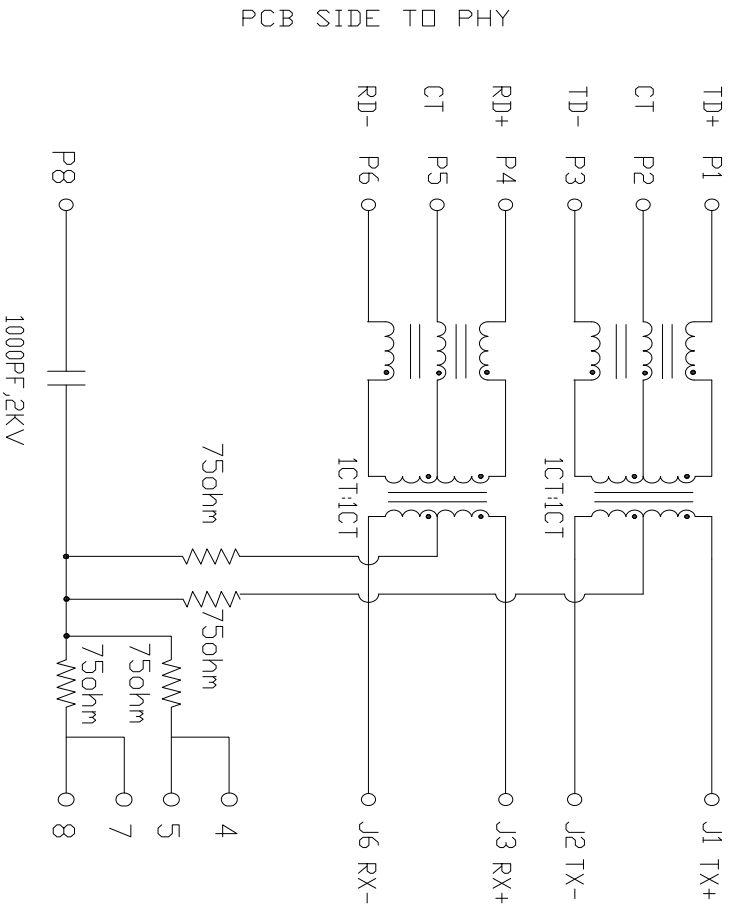 PCB SIDE TO PHY
TD+ P1
CT P2
TD- P3
RD+ P4
CT P5
RD- P6
P8
1CT:1CT
1CT:1CT
1000PF,2KV
75ohm
75ohm
75ohm
75ohm
J1 TX+
J2 TX-
J3 RX+
J6 RX-
4
5
7
8